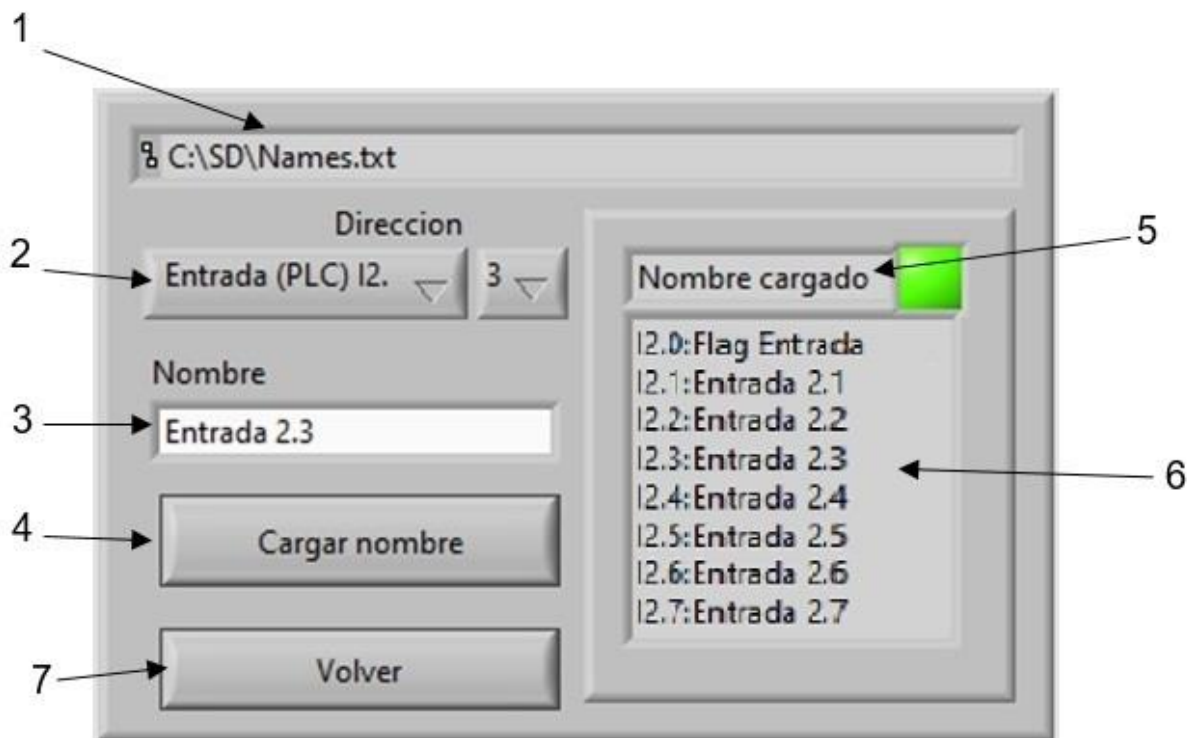 1
C:\SD\Names.txt
Direccion
2
Entrada (PLC) I2.
3
5
Nombre cargado
Nombre
3
Entrada 2.3
I2.0:Flag Entrada
I2.1:Entrada 2.1
I2.2:Entrada 2.2
I2.3:Entrada 2.3
I2.4:Entrada 2.4
I2.5:Entrada 2.5
I2.6:Entrada 2.6
I2.7:Entrada 2.7
6
4
Cargar nombre
7
Volver